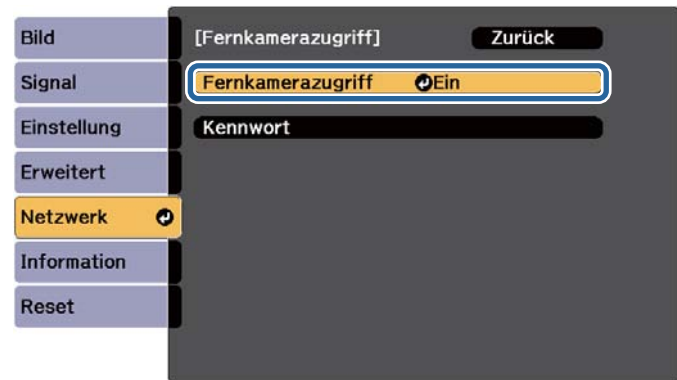 Bild
Signal
Einstellung
Erweitert
Netzwerk
Information
Reset
[Fernkamerazugriff] Zurück
Fernkamerazugriff Ein
Kennwort